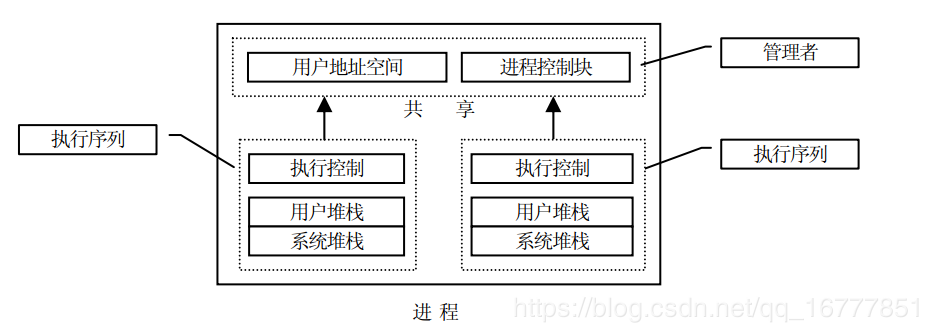 用户地址空间
进程控制块
管理者
共 享
执行序列
执行序列
执行控制
执行控制
用户堆栈
用户堆栈
系统堆栈
系统堆栈
进 程
https://blog.csdn.net/qq_16777851